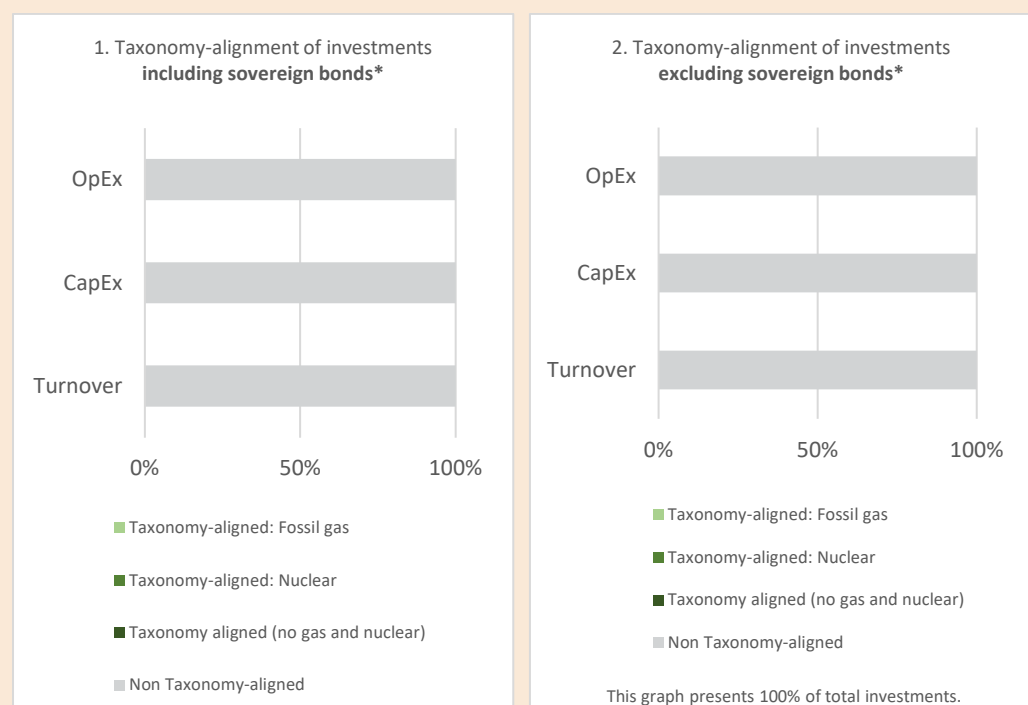 1. Taxonomy-alignment of investments
including sovereign bonds*
OpEx
CapEx
Turnover
0% 50% 100%
Taxonomy-aligned: Fossil gas
Taxonomy-aligned: Nuclear
Taxonomy aligned (no gas and nuclear)
Non Taxonomy-aligned
2. Taxonomy-alignment of investments
excluding sovereign bonds*
OpEx
CapEx
Turnover
0% 50% 100%
Taxonomy-aligned: Fossil gas
Taxonomy-aligned: Nuclear
Taxonomy aligned (no gas and nuclear)
Non Taxonomy-aligned
This graph presents 100% of total investments.